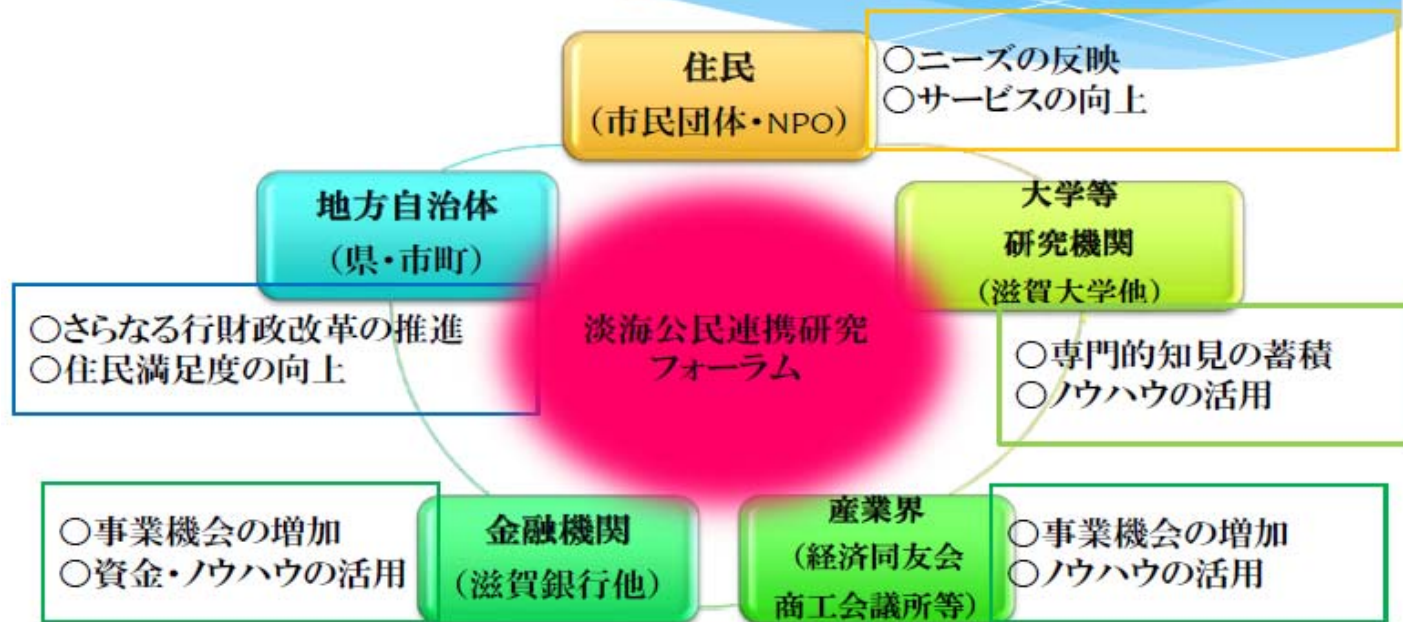 住民
（市民団体・NPO）
○ニーズの反映
○サービスの向上
地方自治体
（県・市町）
○さらなる行財政改革の推進
○住民満足度の向上
大学等
研究機関
（滋賀大学他）
○専門的知見の蓄積
○ノウハウの活用
淡海公民連携研究
フォーラム
○事業機会の増加
○資金・ノウハウの活用
金融機関
（滋賀銀行他）
産業界
（経済同友会
商工会議所等）
○事業機会の増加
○ノウハウの活用